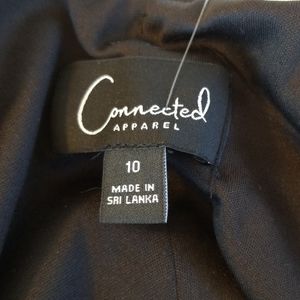 Connected
APPAREL
10
MADE IN
SRI LANKA